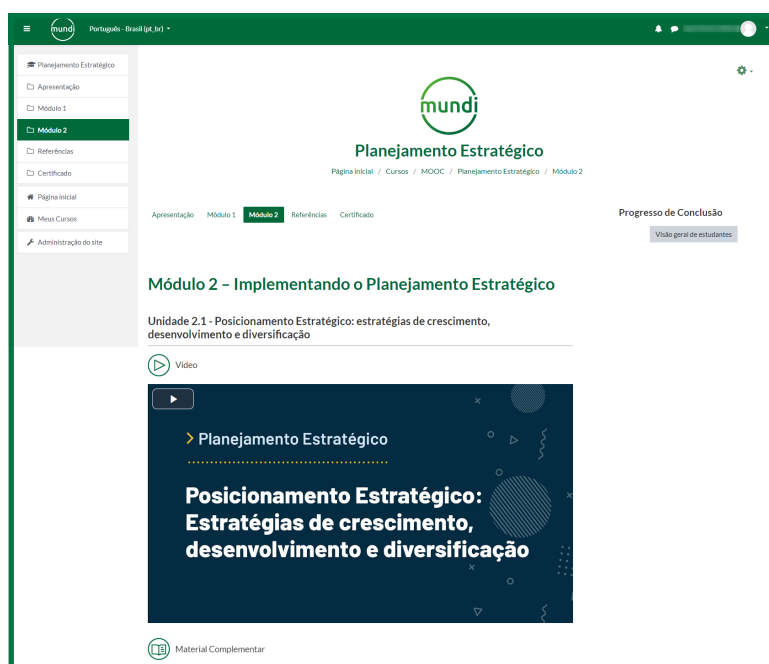 mundi
Português - Brasil (pt_br)
Planejamento Estratégico
Apresentação
Módulo 1
Módulo 2
Referências
Certificado
Página inicial
Meus Cursos
Administração do site
mundi
Planejamento Estratégico
Página inicial / Cursos / MOOC / Planejamento Estratégico / Módulo 2
Apresentação Módulo 1 Módulo 2 Referências Certificado
Progresso de Conclusão
Visão geral de estudantes
Módulo 2 – Implementando o Planejamento Estratégico
Unidade 2.1 - Posicionamento Estratégico: estratégias de crescimento,
desenvolvimento e diversificação
Vídeo
Planejamento Estratégico
Posicionamento Estratégico:
Estratégias de crescimento,
desenvolvimento e diversificação
Material Complementar